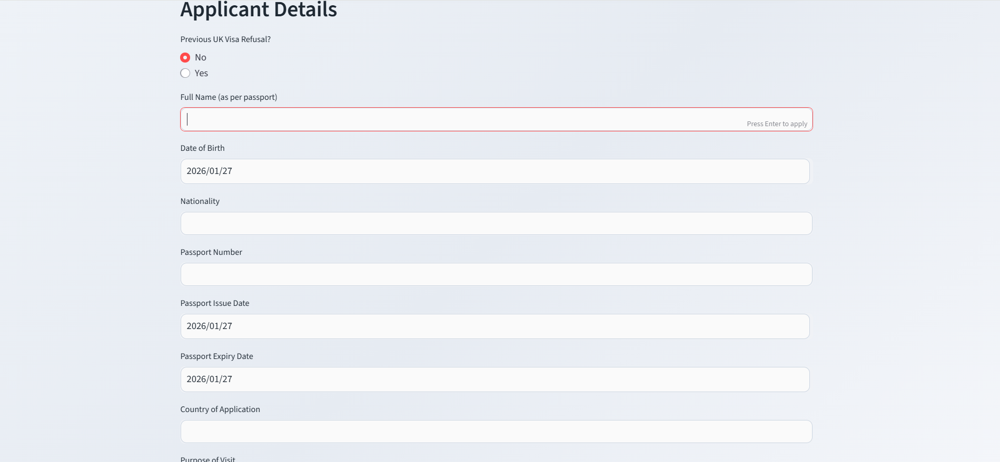 Applicant Details
Previous UK Visa Refusal?
No
Yes
Full Name (as per passport)
Press Enter to apply
Date of Birth
2026/01/27
Nationality
Passport Number
Passport Issue Date
2026/01/27
Passport Expiry Date
2026/01/27
Country of Application
Purpose of Visit